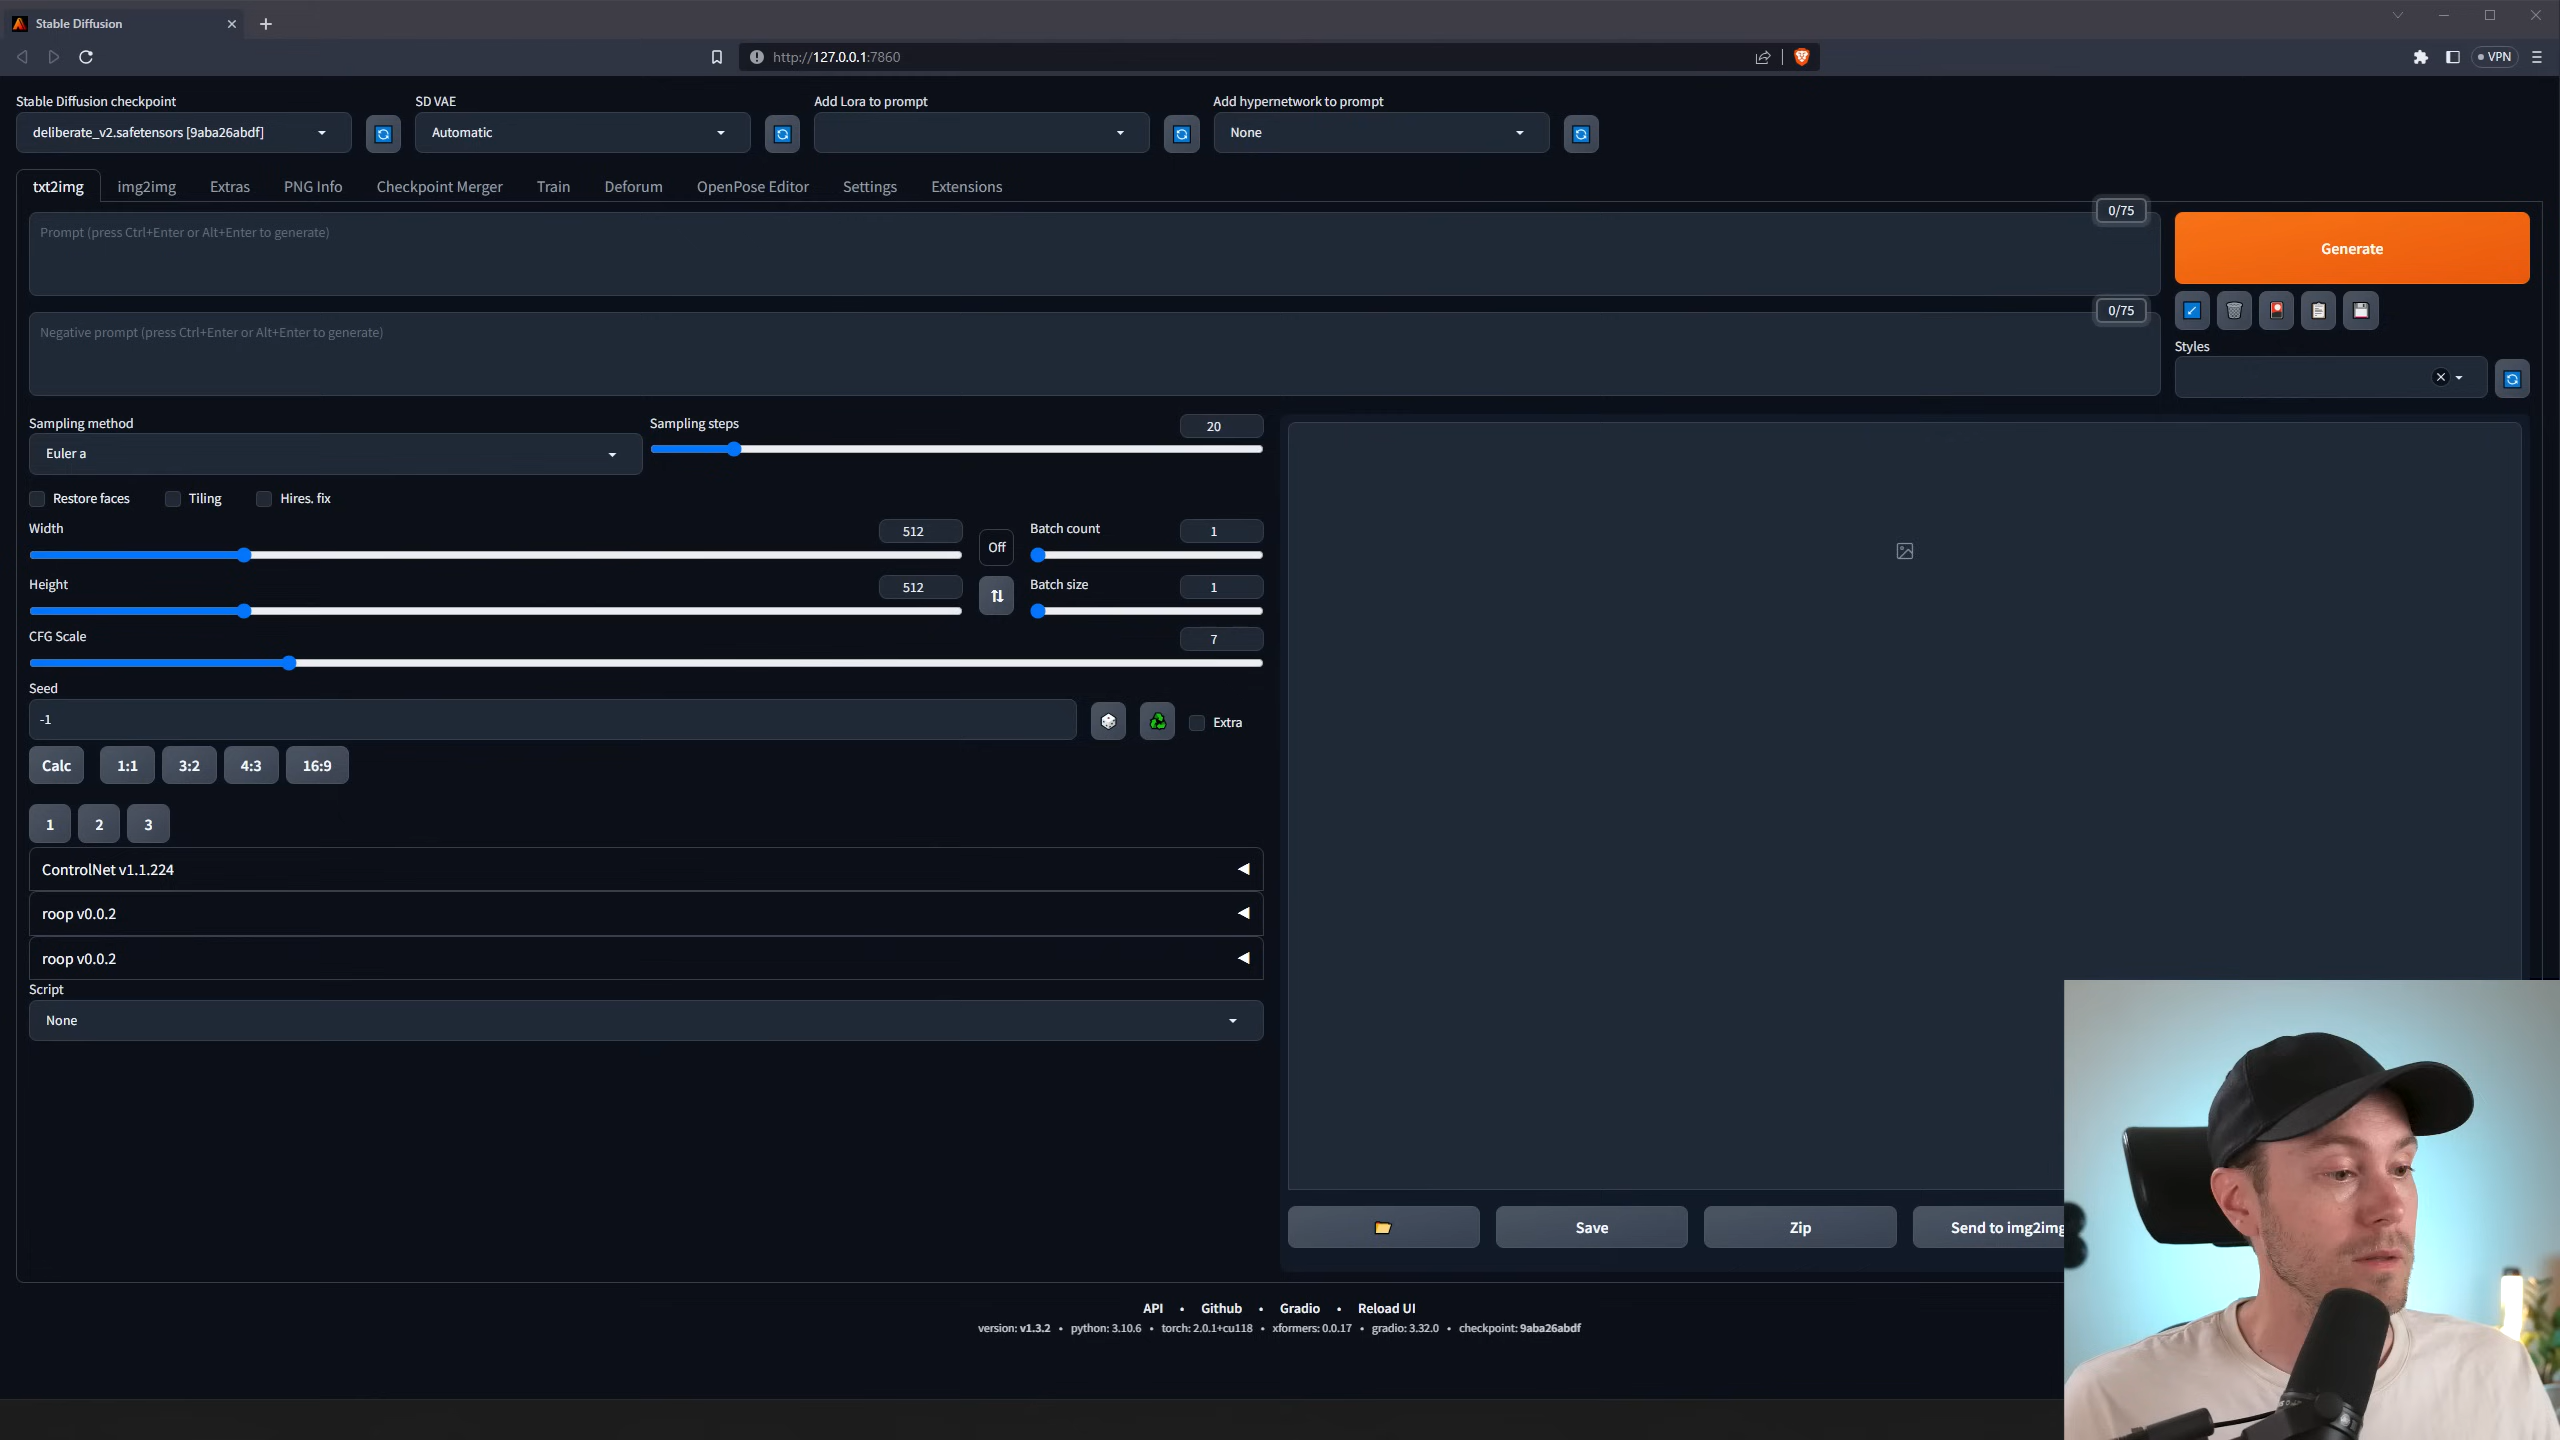 Stable Diffusion
http://127.0.0.1:7860
VPN
Stable Diffusion checkpoint
SD VAE
Add Lora to prompt
Add hypernetwork to prompt
deliberate_v2.safetensors [9aba26abdf]
Automatic
None
txt2img
img2img
Extras
PNG Info
Checkpoint Merger
Train
Deforum
OpenPose Editor
Settings
Extensions
0/75
Prompt (press Ctrl+Enter or Alt+Enter to generate)
Generate
0/75
Negative prompt (press Ctrl+Enter or Alt+Enter to generate)
Styles
Sampling method
Sampling steps
20
Euler a
Restore faces
Tiling
Hires. fix
Width
512
Off
Batch count
1
Height
512
Batch size
1
CFG Scale
7
Seed
-1
Extra
Calc
1:1
3:2
4:3
16:9
1
2
3
ControlNet v1.1.224
roop v0.0.2
roop v0.0.2
Script
None
Save
Zip
Send to img2img
API • Github • Gradio • Reload UI
version: v1.3.2 • python: 3.10.6 • torch: 2.0.1+cu118 • xformers: 0.0.17 • gradio: 3.32.0 • checkpoint: 9aba26abdf